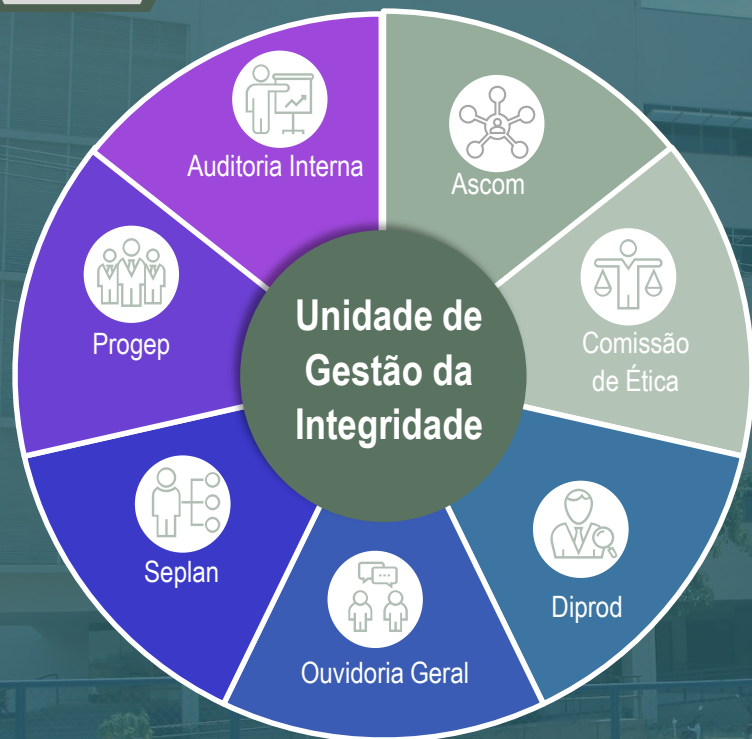 Auditoria Interna
Ascom
Progep
Unidade de
Gestão da
Integridade
Comissão
de Ética
Seplan
Diprod
Ouvidoria Geral